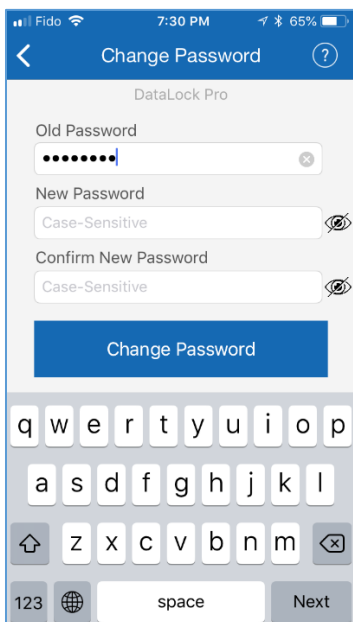 Fido 7:30 PM 65%
Change Password ?
DataLock Pro
Old Password
••••••••
New Password
Case-Sensitive
Confirm New Password
Case-Sensitive
Change Password
q w e r t y u i o p
a s d f g h j k l
z x c v b n m
123 space Next